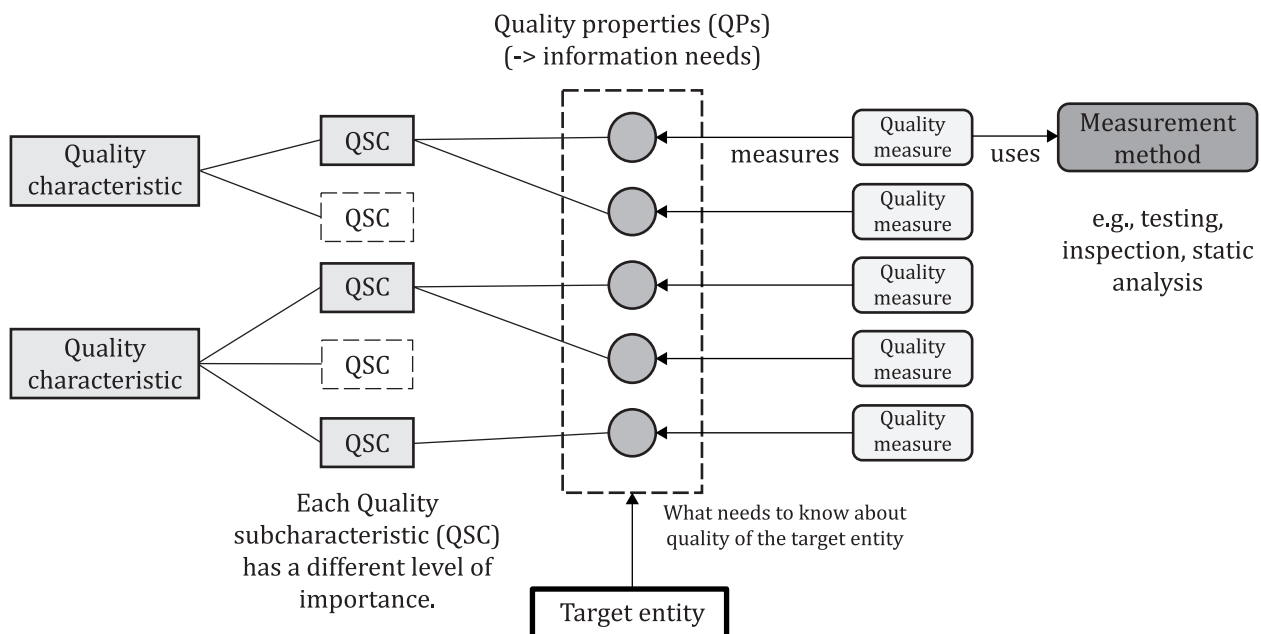 Quality properties (QPs)
(-> information needs)
Quality
characteristic
QSC
QSC
measures
Quality
measure
uses
Measurement
method
Quality
measure
e.g., testing,
inspection, static
analysis
Quality
characteristic
QSC
QSC
QSC
Quality
measure
Quality
measure
Quality
measure
Each Quality
subcharacteristic (QSC)
has a different level of
importance.
What needs to know about
quality of the target entity
Target entity